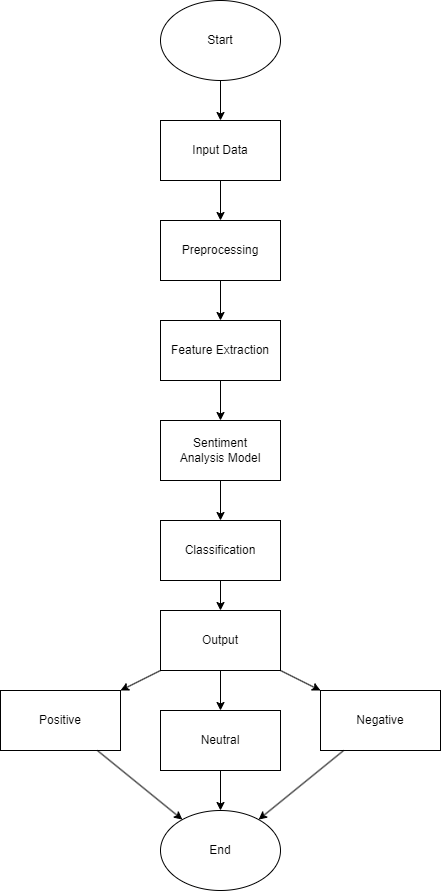 Start
Input Data
Preprocessing
Feature Extraction
Sentiment
Analysis Model
Classification
Output
Positive
Neutral
Negative
End